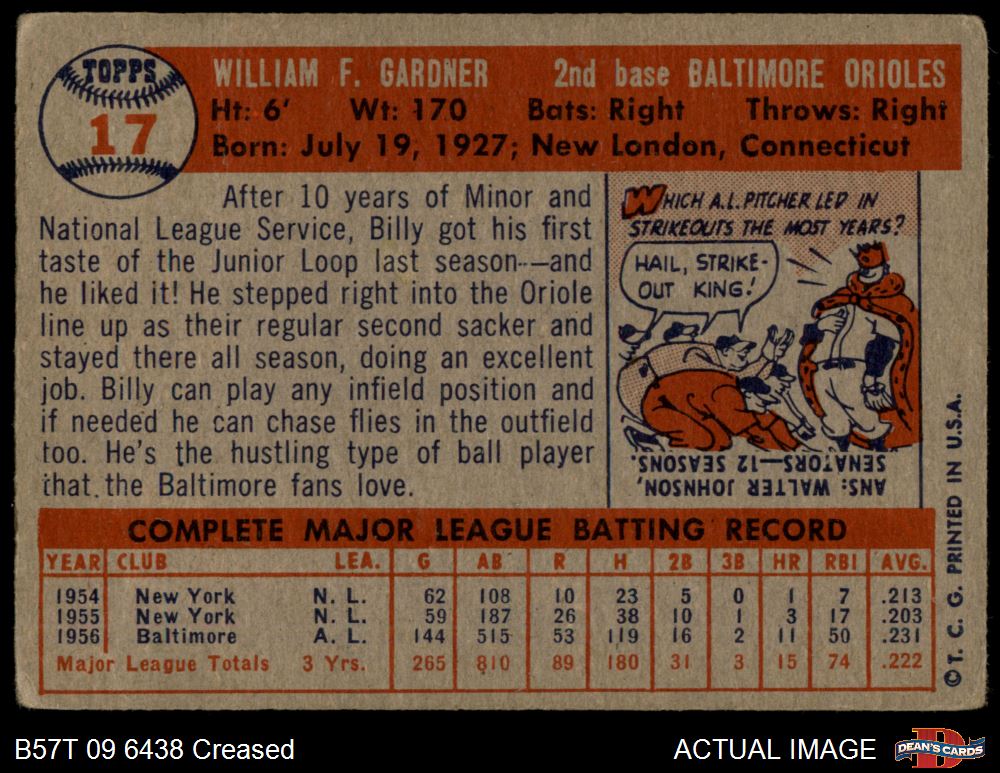 TOPPS
17
WILLIAM F. GARDNER 2nd base BALTIMORE ORIOLES
Ht: 6' Wt: 170 Bats: Right Throws: Right
Born: July 19, 1927; New London, Connecticut
After 10 years of Minor and
National League Service, Billy got his first
taste of the Junior Loop last season—and
he liked it! He stepped right into the Oriole
line up as their regular second sacker and
stayed there all season, doing an excellent
job. Billy can play any infield position and
if needed he can chase flies in the outfield
too. He's the hustling type of ball player
that the Baltimore fans love.
WHICH A.L. PITCHER LED IN
STRIKEOUTS THE MOST YEARS?
HAIL, STRIKE-
OUT KING!
ANS: WALTER JOHNSON,
SENATORS—12 SEASONS.
COMPLETE MAJOR LEAGUE BATTING RECORD
YEAR CLUB LEA. G AB R H 2B 3B HR RBI AVG.
1954 New York N. L. 62 108 10 23 5 0 1 7 .213
1955 New York N. L. 59 187 26 38 10 1 3 17 .203
1956 Baltimore A. L. 144 515 53 119 16 2 11 50 .231
Major League Totals 3 Yrs. 265 810 89 180 31 3 15 74 .222
© T. C. G. PRINTED IN U.S.A.
B57T 09 6438 Creased
ACTUAL IMAGE
DEAN'S CARDS